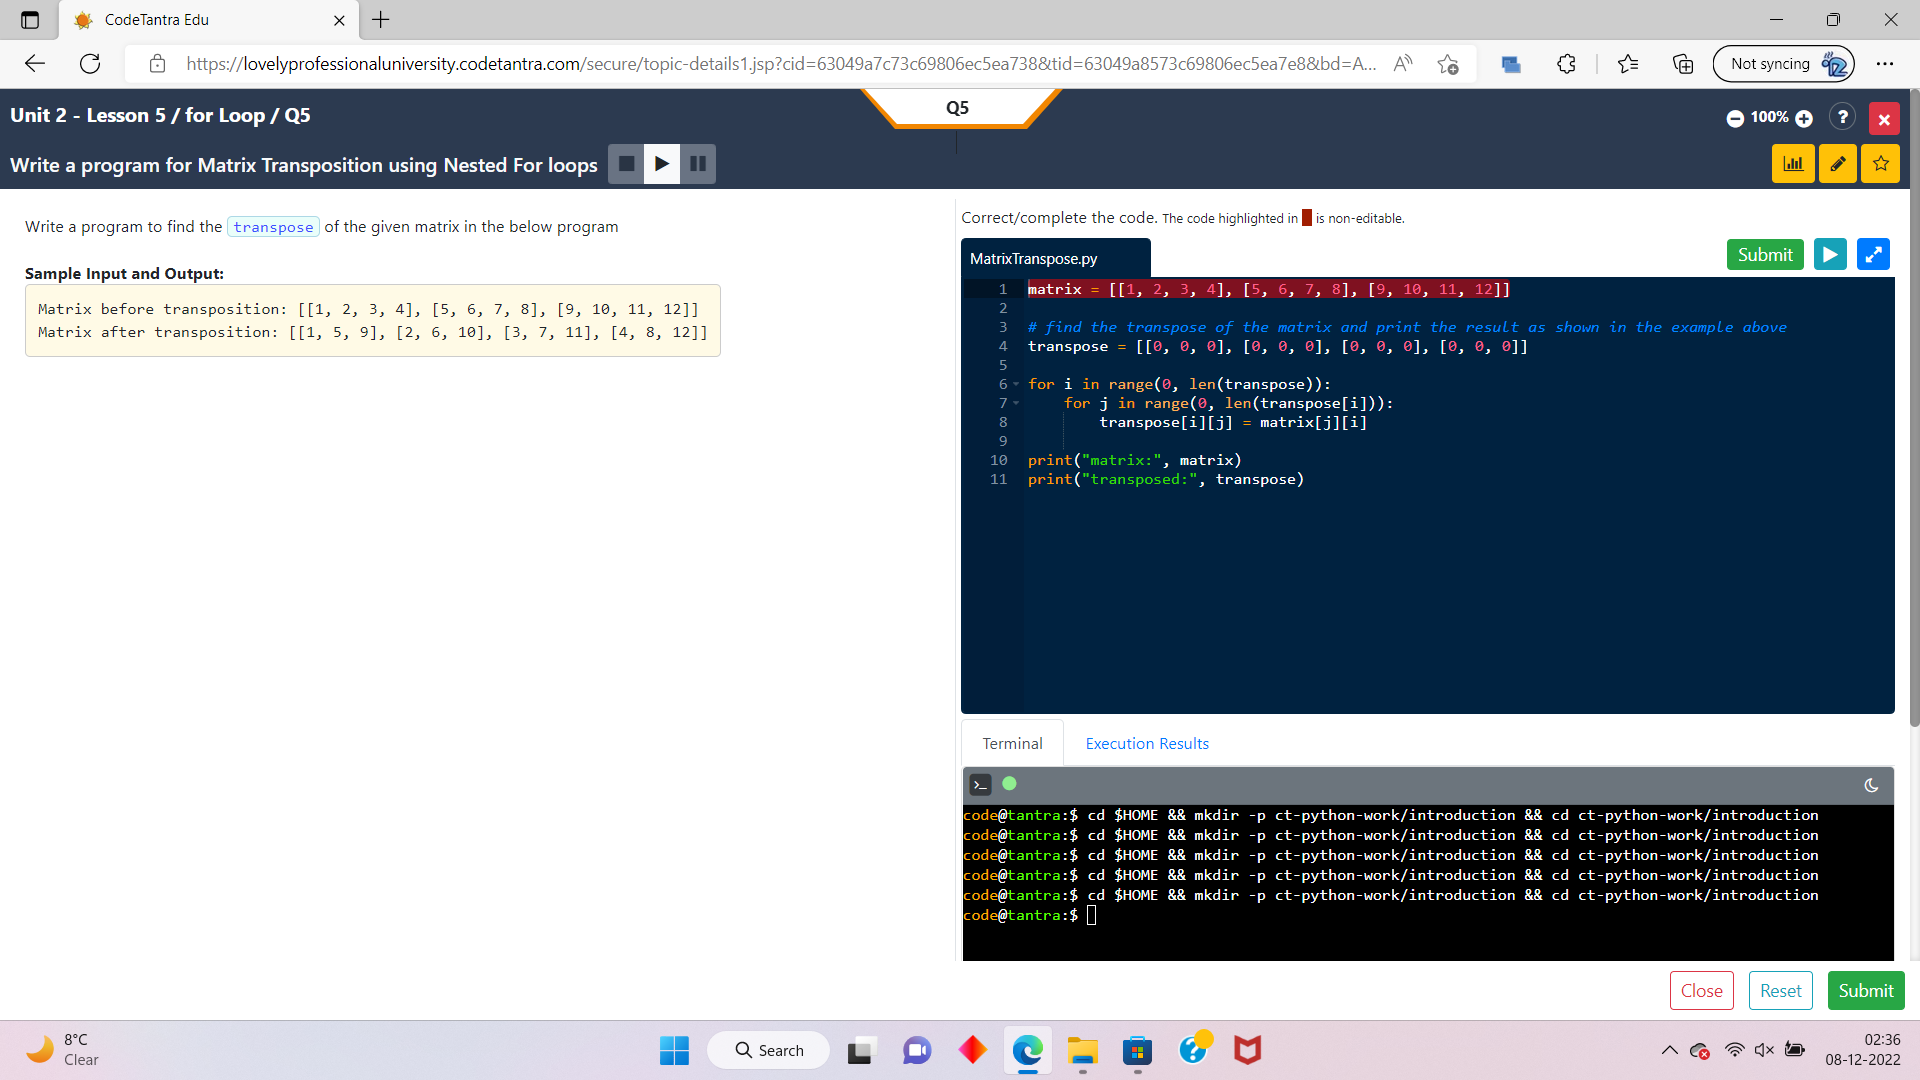 CodeTantra Edu
https://lovelyprofessionaluniversity.codetantra.com/secure/topic-details1.jsp?cid=63049a7c73c69806ec5ea738&tid=63049a8573c69806ec5ea7e8&bd=A...
Not syncing
Unit 2 - Lesson 5 / for Loop / Q5
Q5
100%
?
Write a program for Matrix Transposition using Nested For loops
Write a program to find the transpose of the given matrix in the below program
Sample Input and Output:
Matrix before transposition: [[1, 2, 3, 4], [5, 6, 7, 8], [9, 10, 11, 12]]
Matrix after transposition: [[1, 5, 9], [2, 6, 10], [3, 7, 11], [4, 8, 12]]
Correct/complete the code. The code highlighted in is non-editable.
MatrixTranspose.py
Submit
1 matrix = [[1, 2, 3, 4], [5, 6, 7, 8], [9, 10, 11, 12]]
2
3 # find the transpose of the matrix and print the result as shown in the example above
4 transpose = [[0, 0, 0], [0, 0, 0], [0, 0, 0], [0, 0, 0]]
5
6 for i in range(0, len(transpose)):
7 for j in range(0, len(transpose[i])):
8 transpose[i][j] = matrix[j][i]
9
10 print("matrix:", matrix)
11 print("transposed:", transpose)
Terminal
Execution Results
code@tantra:$ cd $HOME && mkdir -p ct-python-work/introduction && cd ct-python-work/introduction
code@tantra:$ cd $HOME && mkdir -p ct-python-work/introduction && cd ct-python-work/introduction
code@tantra:$ cd $HOME && mkdir -p ct-python-work/introduction && cd ct-python-work/introduction
code@tantra:$ cd $HOME && mkdir -p ct-python-work/introduction && cd ct-python-work/introduction
code@tantra:$ cd $HOME && mkdir -p ct-python-work/introduction && cd ct-python-work/introduction
code@tantra:$
Close
Reset
Submit
8°C
Clear
Search
02:36
08-12-2022